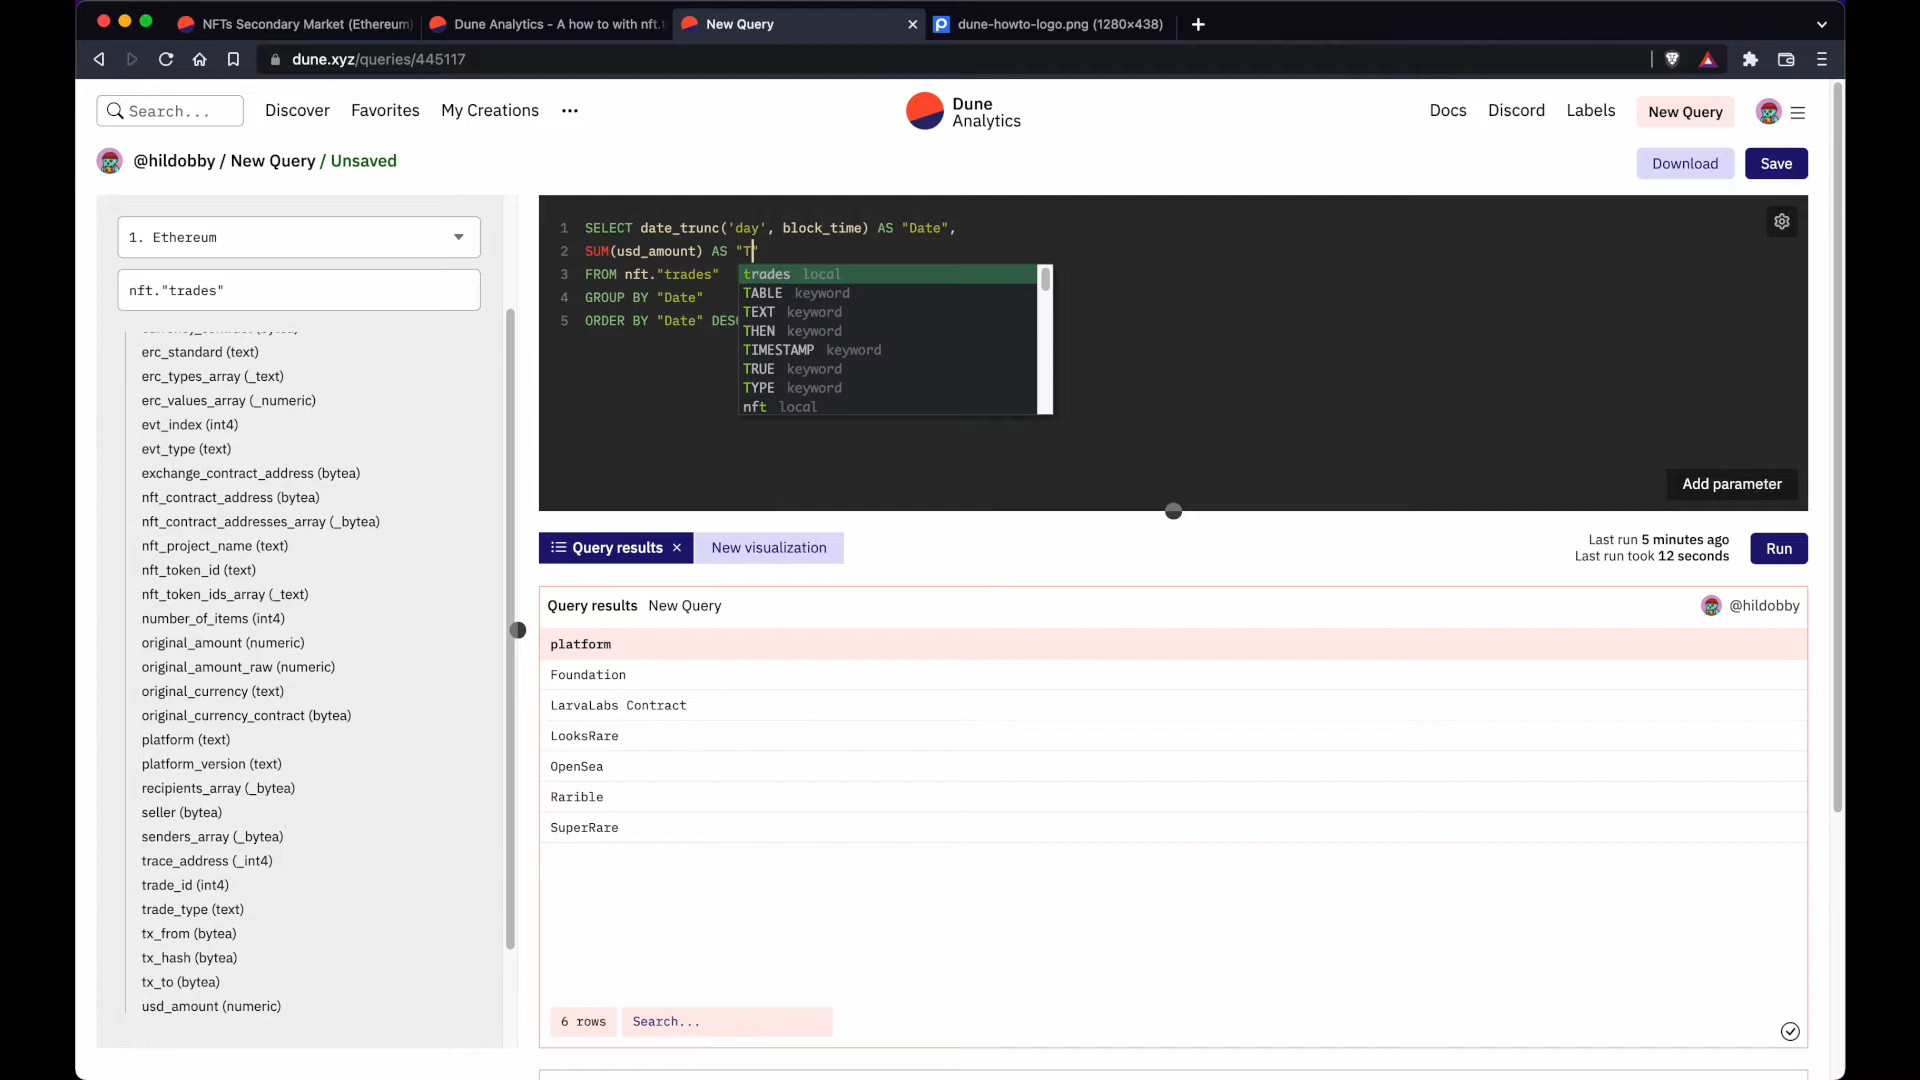 NFTs Secondary Market (Ethereum)
Dune Analytics - A how to with nft.t
New Query
dune-howto-logo.png (1280×438)
dune.xyz/queries/445117
Search...
Discover
Favorites
My Creations
Dune
Analytics
Docs
Discord
Labels
New Query
@hildobby / New Query / Unsaved
Download
Save
1. Ethereum
nft."trades"
erc_standard (text)
erc_types_array (_text)
erc_values_array (_numeric)
evt_index (int4)
evt_type (text)
exchange_contract_address (bytea)
nft_contract_address (bytea)
nft_contract_addresses_array (_bytea)
nft_project_name (text)
nft_token_id (text)
nft_token_ids_array (_text)
number_of_items (int4)
original_amount (numeric)
original_amount_raw (numeric)
original_currency (text)
original_currency_contract (bytea)
platform (text)
platform_version (text)
recipients_array (_bytea)
seller (bytea)
senders_array (_bytea)
trace_address (_int4)
trade_id (int4)
trade_type (text)
tx_from (bytea)
tx_hash (bytea)
tx_to (bytea)
usd_amount (numeric)
1 SELECT date_trunc('day', block_time) AS "Date",
2 SUM(usd_amount) AS "T"
3 FROM nft."trades"
4 GROUP BY "Date"
5 ORDER BY "Date" DESC
trades local
TABLE keyword
TEXT keyword
THEN keyword
TIMESTAMP keyword
TRUE keyword
TYPE keyword
nft local
Add parameter
Query results
New visualization
Last run 5 minutes ago
Last run took 12 seconds
Run
Query results New Query
@hildobby
platform
Foundation
LarvaLabs Contract
LooksRare
OpenSea
Rarible
SuperRare
6 rows
Search...